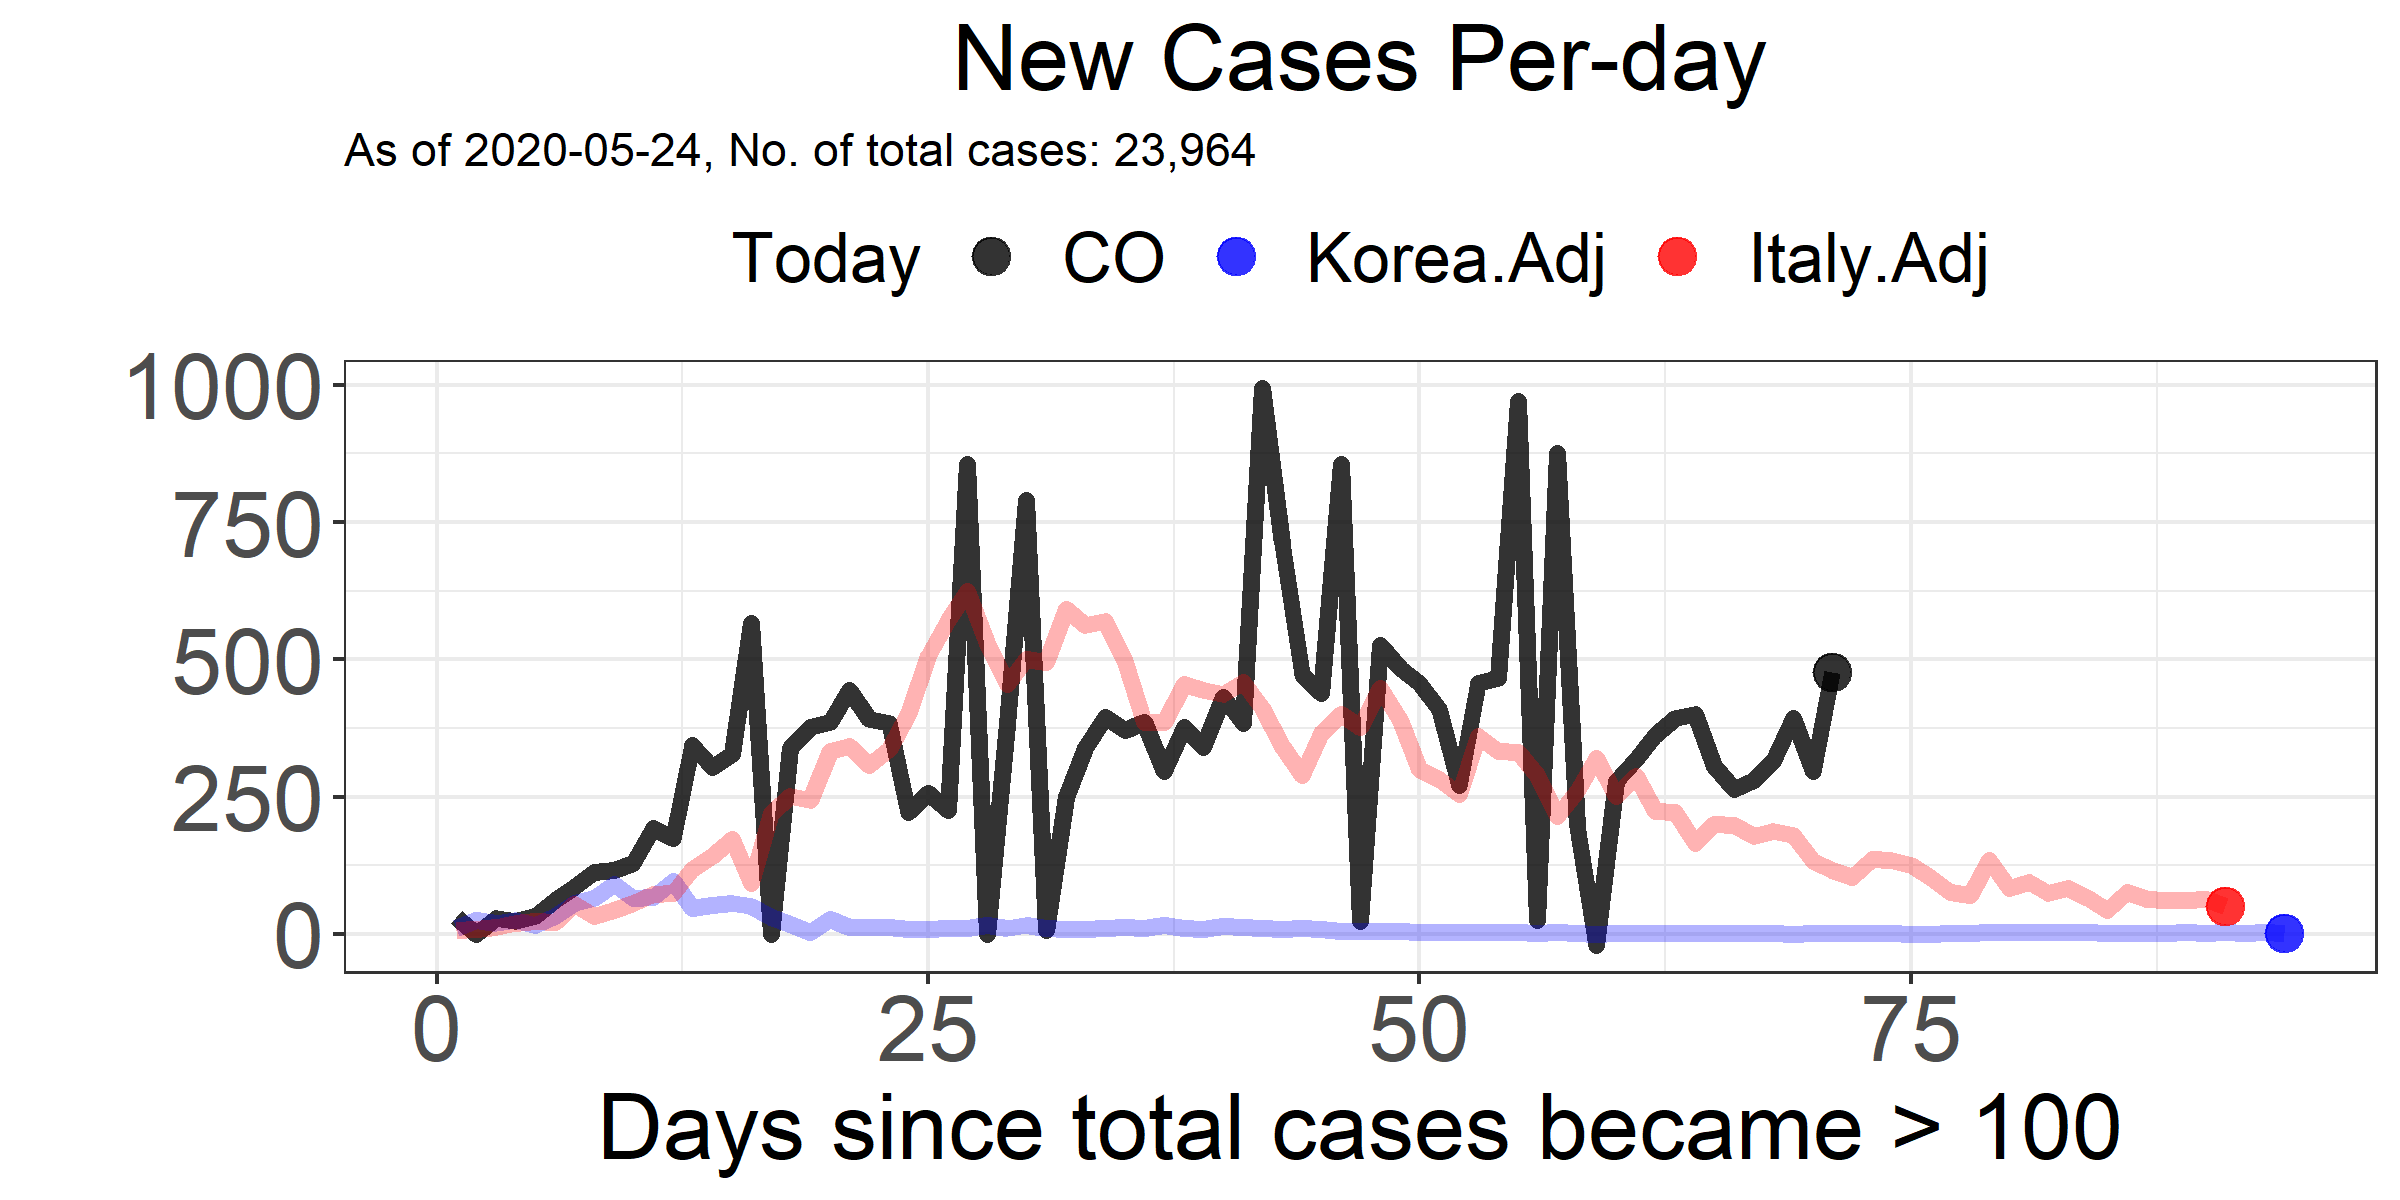 New Cases Per-day
As of 2020-05-24, No. of total cases: 23,964
Today CO Korea.Adj Italy.Adj
1000
750
500
250
0
0 25 50 75
Days since total cases became > 100